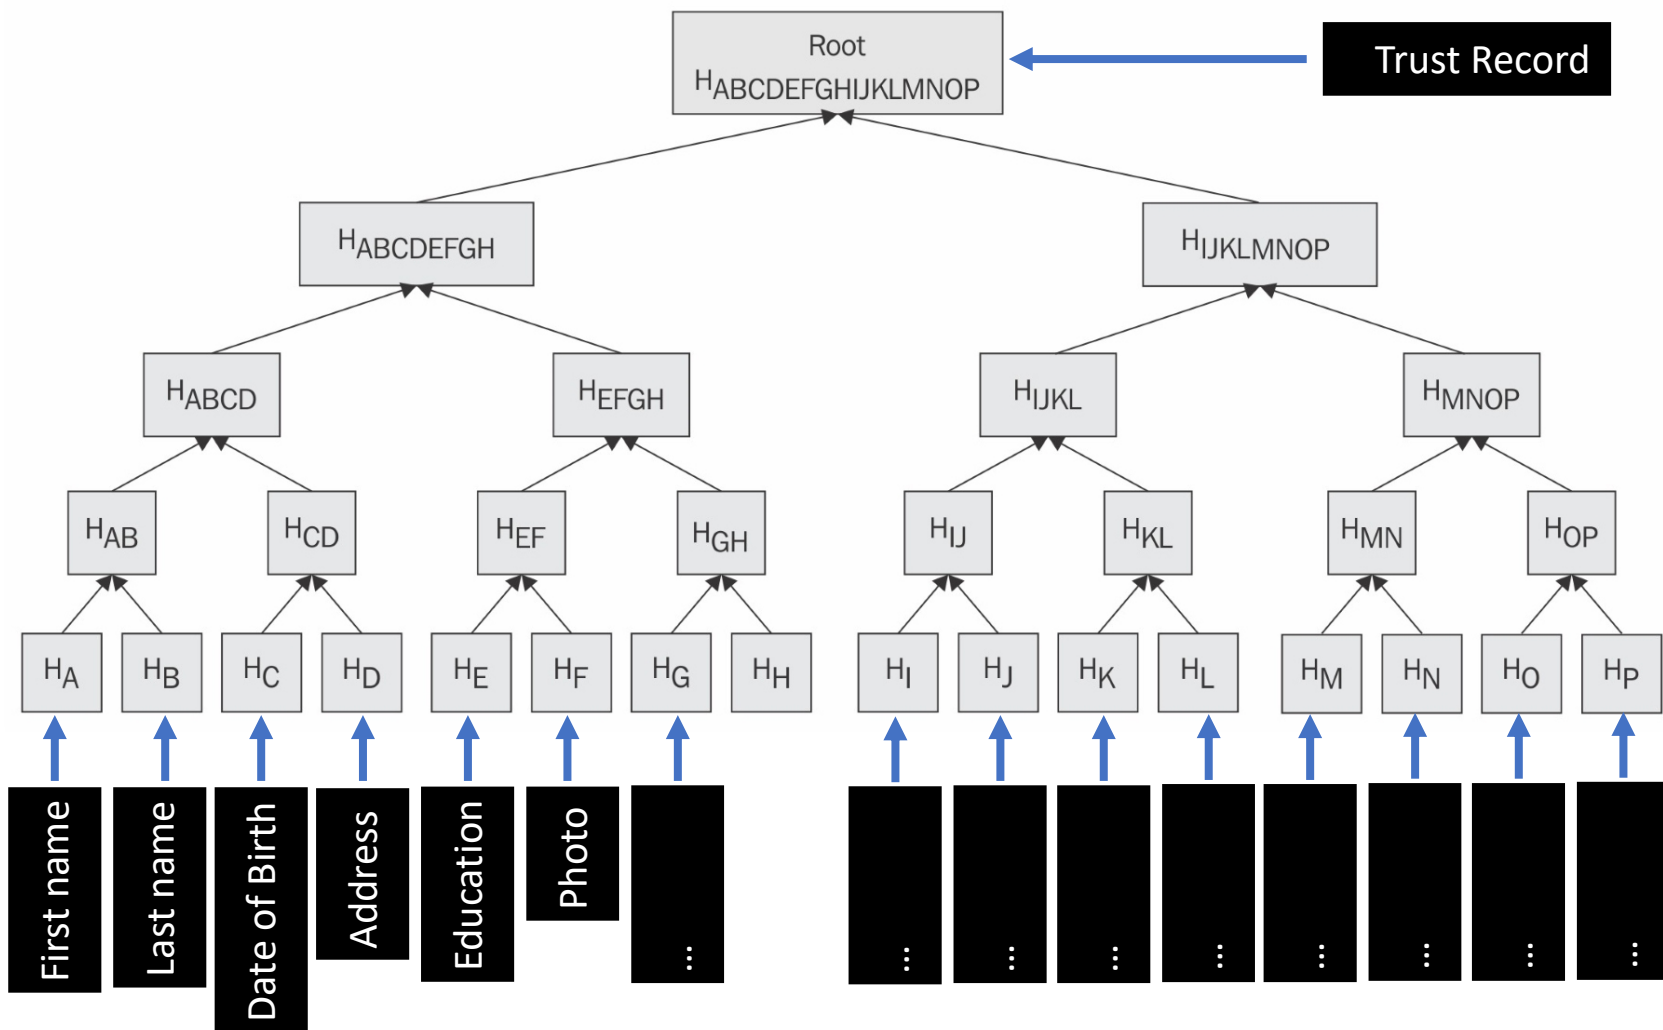 Root
HABCDEFGHIJKLMNOP
Trust Record
HABCDEFGH
HIJKLMNOP
HABCD
HEFGH
HIJKL
HMNOP
HAB
HCD
HEF
HGH
HIJ
HKL
HMN
HOP
HA
HB
HC
HD
HE
HF
HG
HH
HI
HJ
HK
HL
HM
HN
HO
HP
First name
Last name
Date of Birth
Address
Education
Photo
...
...
...
...
...
...
...
...
...